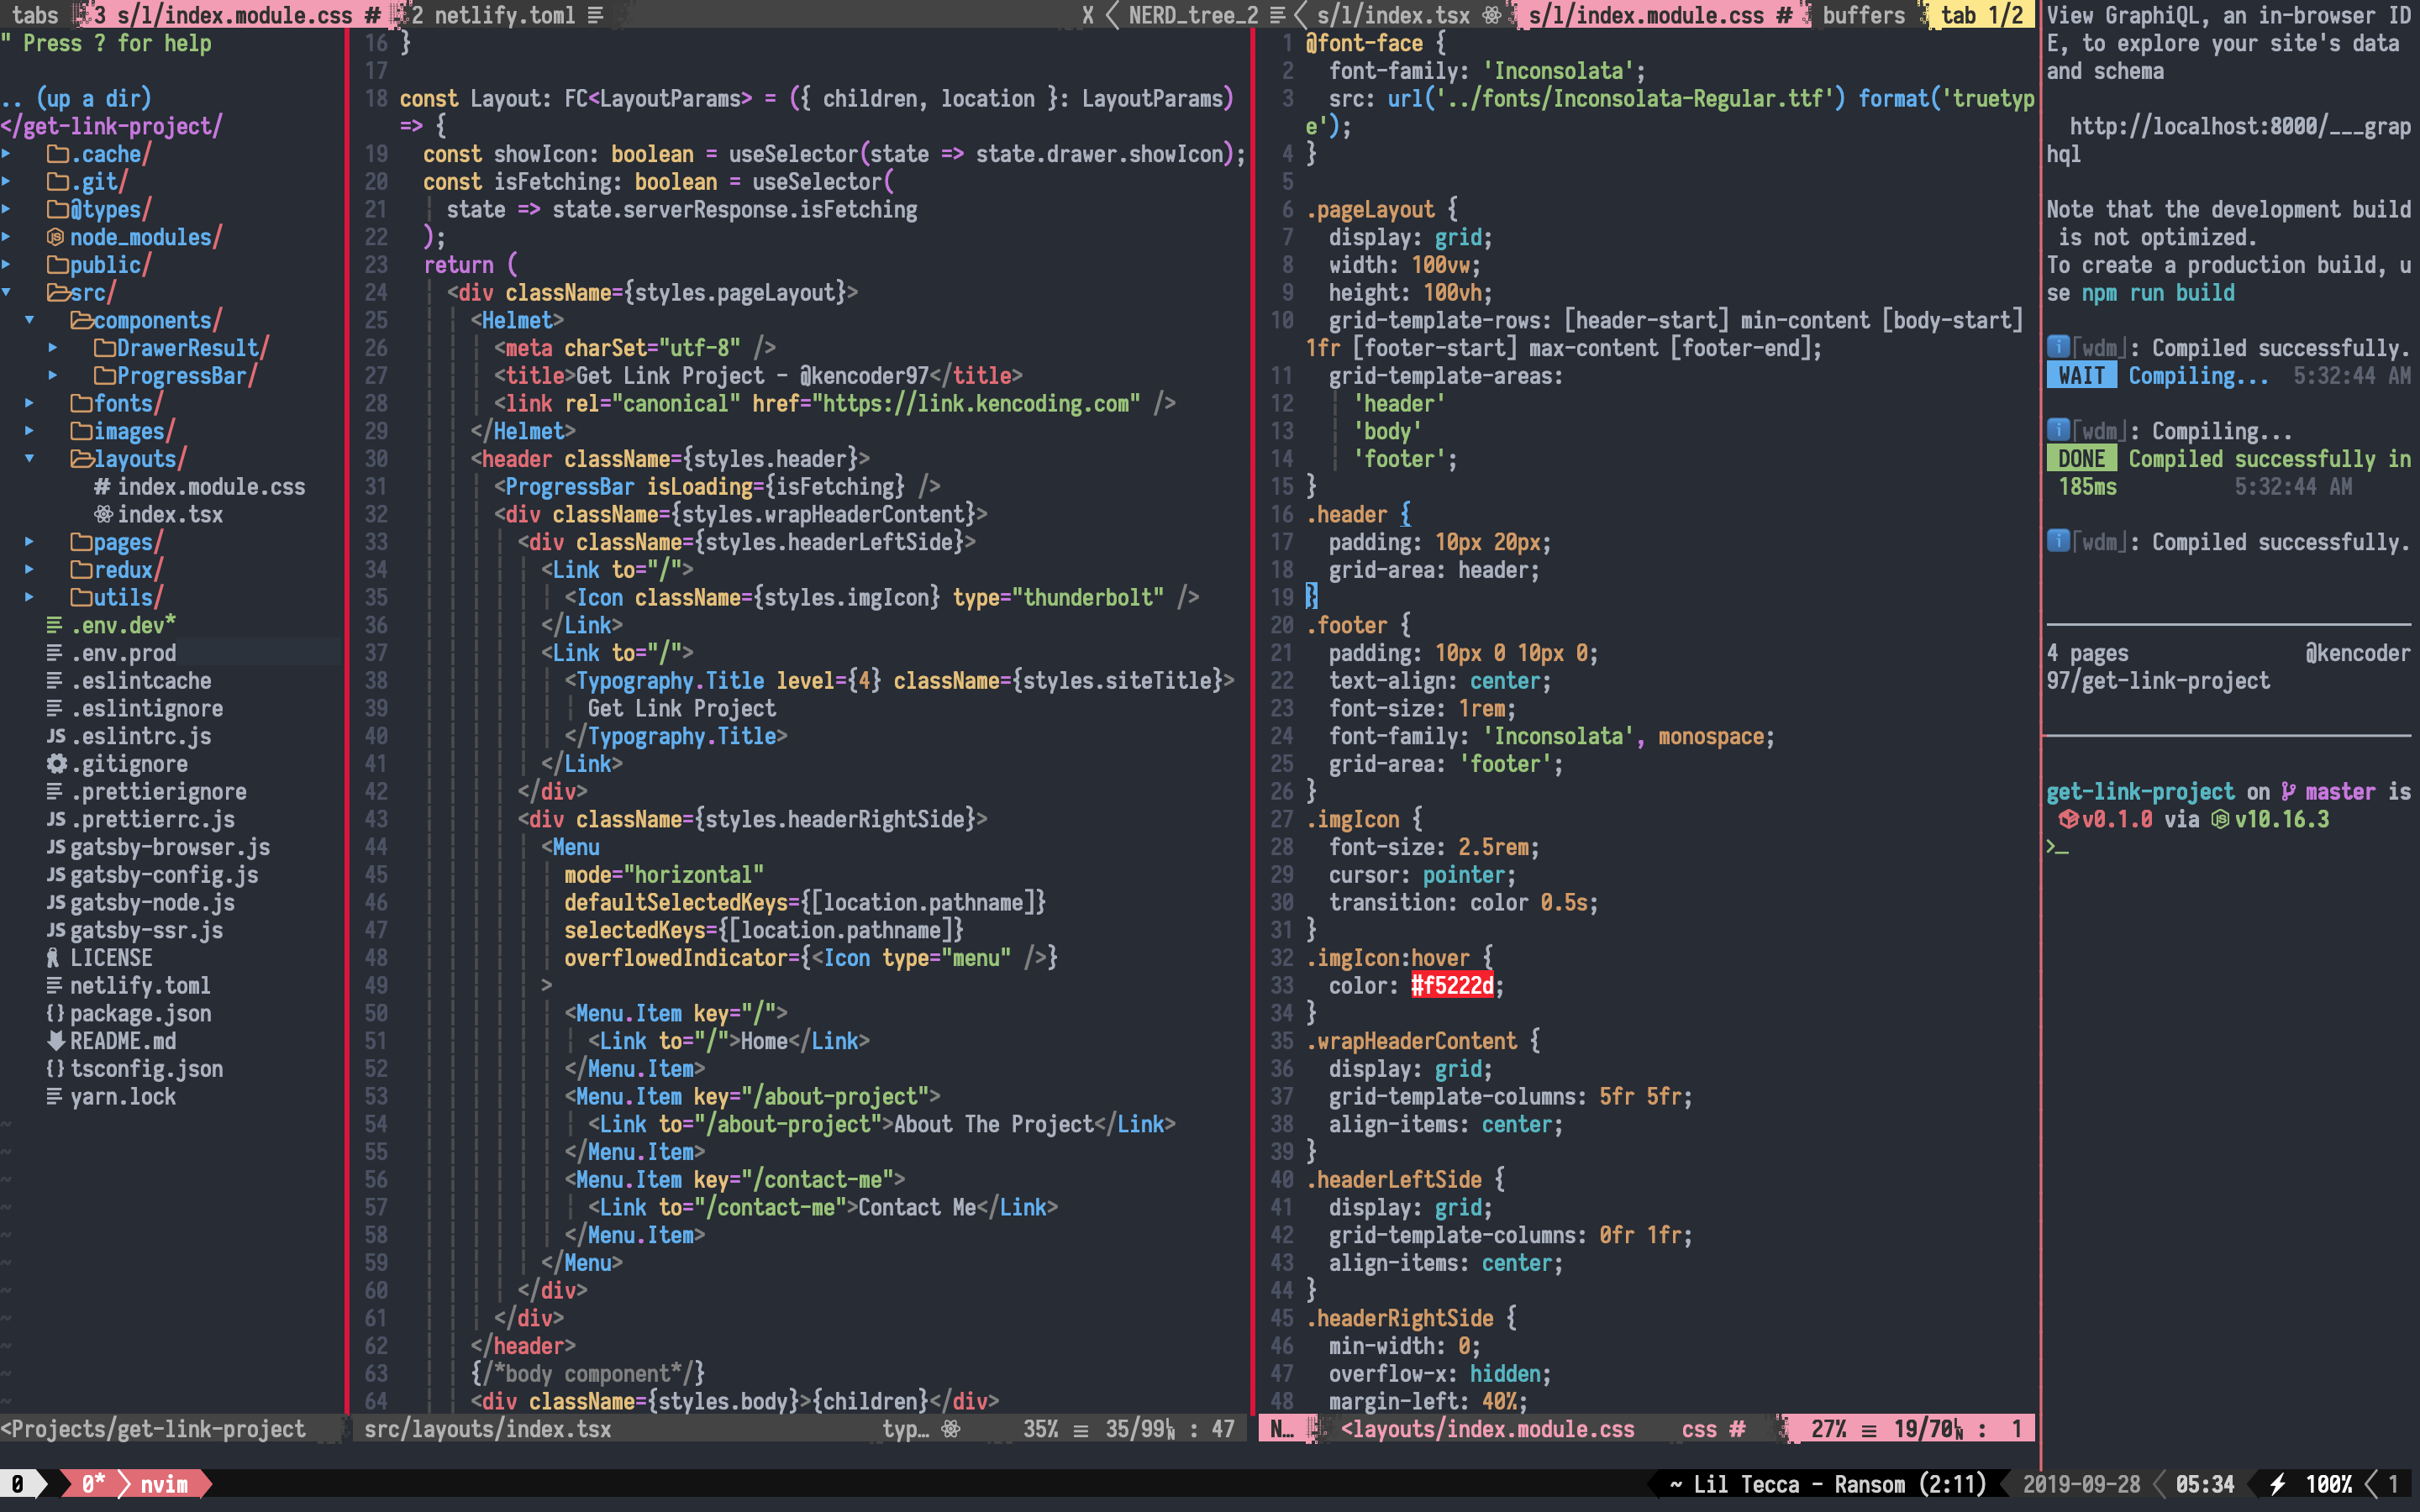 tabs 3 s/l/index.module.css # 2 netlify.toml X NERD_tree_2 s/l/index.tsx s/l/index.module.css # buffers tab 1/2
" Press ? for help
.. (up a dir)
</get-link-project/
.cache/
.git/
@types/
node_modules/
public/
src/
components/
DrawerResult/
ProgressBar/
fonts/
images/
layouts/
# index.module.css
index.tsx
pages/
redux/
utils/
.env.dev*
.env.prod
.eslintcache
.eslintignore
JS .eslintrc.js
.gitignore
.prettierignore
JS .prettierrc.js
JS gatsby-browser.js
JS gatsby-config.js
JS gatsby-node.js
JS gatsby-ssr.js
LICENSE
netlify.toml
{} package.json
README.md
{} tsconfig.json
yarn.lock
<Projects/get-link-project
16 }
17
18 const Layout: FC<LayoutParams> = ({ children, location }: LayoutParams)
=> {
19 const showIcon: boolean = useSelector(state => state.drawer.showIcon);
20 const isFetching: boolean = useSelector(
21 state => state.serverResponse.isFetching
22 );
23 return (
24 <div className={styles.pageLayout}>
25 <Helmet>
26 <meta charSet="utf-8" />
27 <title>Get Link Project - @kencoder97</title>
28 <link rel="canonical" href="https://link.kencoding.com" />
29 </Helmet>
30 <header className={styles.header}>
31 <ProgressBar isLoading={isFetching} />
32 <div className={styles.wrapHeaderContent}>
33 <div className={styles.headerLeftSide}>
34 <Link to="/">
35 <Icon className={styles.imgIcon} type="thunderbolt" />
36 </Link>
37 <Link to="/">
38 <Typography.Title level={4} className={styles.siteTitle}>
39 Get Link Project
40 </Typography.Title>
41 </Link>
42 </div>
43 <div className={styles.headerRightSide}>
44 <Menu
45 mode="horizontal"
46 defaultSelectedKeys={[location.pathname]}
47 selectedKeys={[location.pathname]}
48 overflowedIndicator={<Icon type="menu" />}
49 >
50 <Menu.Item key="/">
51 <Link to="/">Home</Link>
52 </Menu.Item>
53 <Menu.Item key="/about-project">
54 <Link to="/about-project">About The Project</Link>
55 </Menu.Item>
56 <Menu.Item key="/contact-me">
57 <Link to="/contact-me">Contact Me</Link>
58 </Menu.Item>
59 </Menu>
60 </div>
61 </div>
62 </header>
63 {/*body component*/}
64 <div className={styles.body}>{children}</div>
src/layouts/index.tsx typ… 35% ≡ 35/99 : 47
1 @font-face {
2 font-family: 'Inconsolata';
3 src: url('../fonts/Inconsolata-Regular.ttf') format('truetyp
e');
4 }
5
6 .pageLayout {
7 display: grid;
8 width: 100vw;
9 height: 100vh;
10 grid-template-rows: [header-start] min-content [body-start]
1fr [footer-start] max-content [footer-end];
11 grid-template-areas:
12 'header'
13 'body'
14 'footer';
15 }
16 .header {
17 padding: 10px 20px;
18 grid-area: header;
19 }
20 .footer {
21 padding: 10px 0 10px 0;
22 text-align: center;
23 font-size: 1rem;
24 font-family: 'Inconsolata', monospace;
25 grid-area: 'footer';
26 }
27 .imgIcon {
28 font-size: 2.5rem;
29 cursor: pointer;
30 transition: color 0.5s;
31 }
32 .imgIcon:hover {
33 color: #f5222d;
34 }
35 .wrapHeaderContent {
36 display: grid;
37 grid-template-columns: 5fr 5fr;
38 align-items: center;
39 }
40 .headerLeftSide {
41 display: grid;
42 grid-template-columns: 0fr 1fr;
43 align-items: center;
44 }
45 .headerRightSide {
46 min-width: 0;
47 overflow-x: hidden;
48 margin-left: 40%;
N… <layouts/index.module.css css # 27% ≡ 19/70 : 1
View GraphiQL, an in-browser ID
E, to explore your site's data
and schema
http://localhost:8000/___grap
hql
Note that the development build
is not optimized.
To create a production build, u
se npm run build
i ｢wdm｣: Compiled successfully.
WAIT Compiling... 5:32:44 AM
i ｢wdm｣: Compiling...
DONE Compiled successfully in
185ms 5:32:44 AM
i ｢wdm｣: Compiled successfully.
4 pages @kencoder
97/get-link-project
get-link-project on master is
v0.1.0 via v10.16.3
>_
0 0* nvim ~ Lil Tecca - Ransom (2:11) 2019-09-28 05:34 100% 1